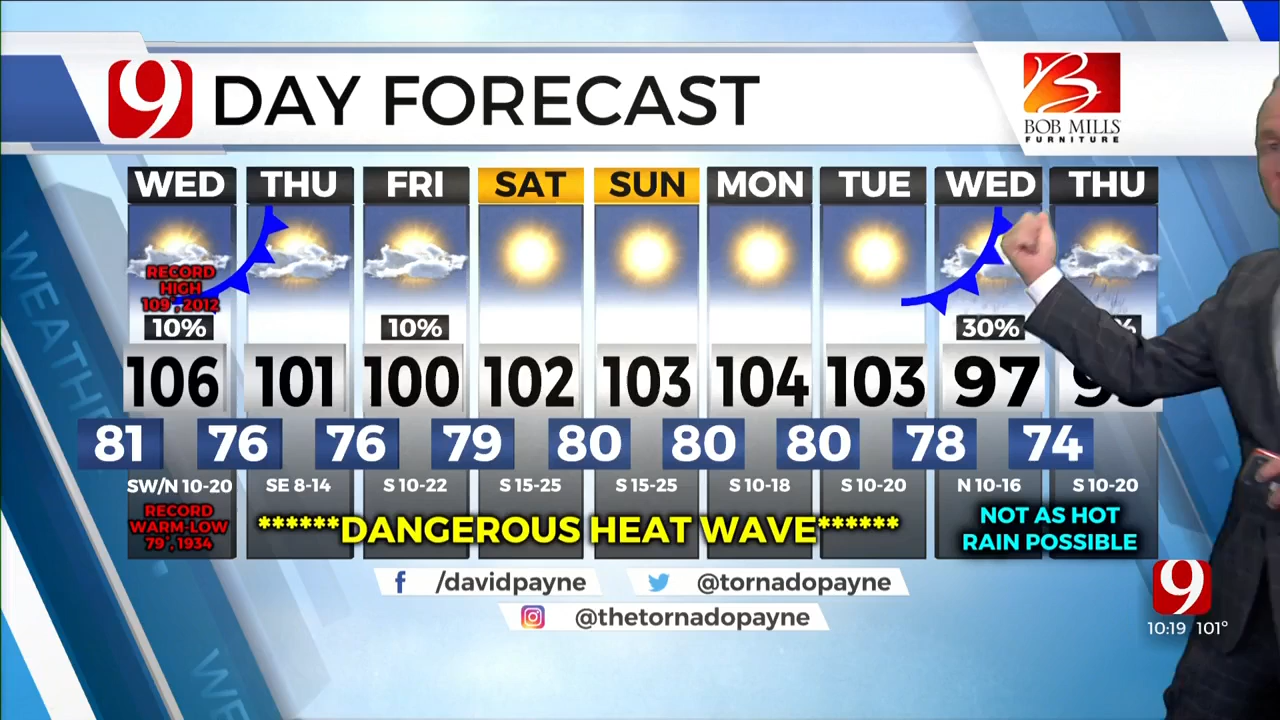 9 DAY FORECAST
B
BOB MILLS
FURNITURE
WED THU FRI SAT SUN MON TUE WED THU
RECORD
HIGH
109°, 2012
10% 10% 30%
106 101 100 102 103 104 103 97
81 76 76 79 80 80 80 78 74
SW/N 10-20 SE 8-14 S 10-22 S 15-25 S 15-25 S 10-18 S 10-20 N 10-16 S 10-20
RECORD
WARM-LOW
79°, 1934
******DANGEROUS HEAT WAVE******
NOT AS HOT
RAIN POSSIBLE
f /davidpayne @tornadopayne
@thetornadopayne
9
10:19 101°
WEATHER